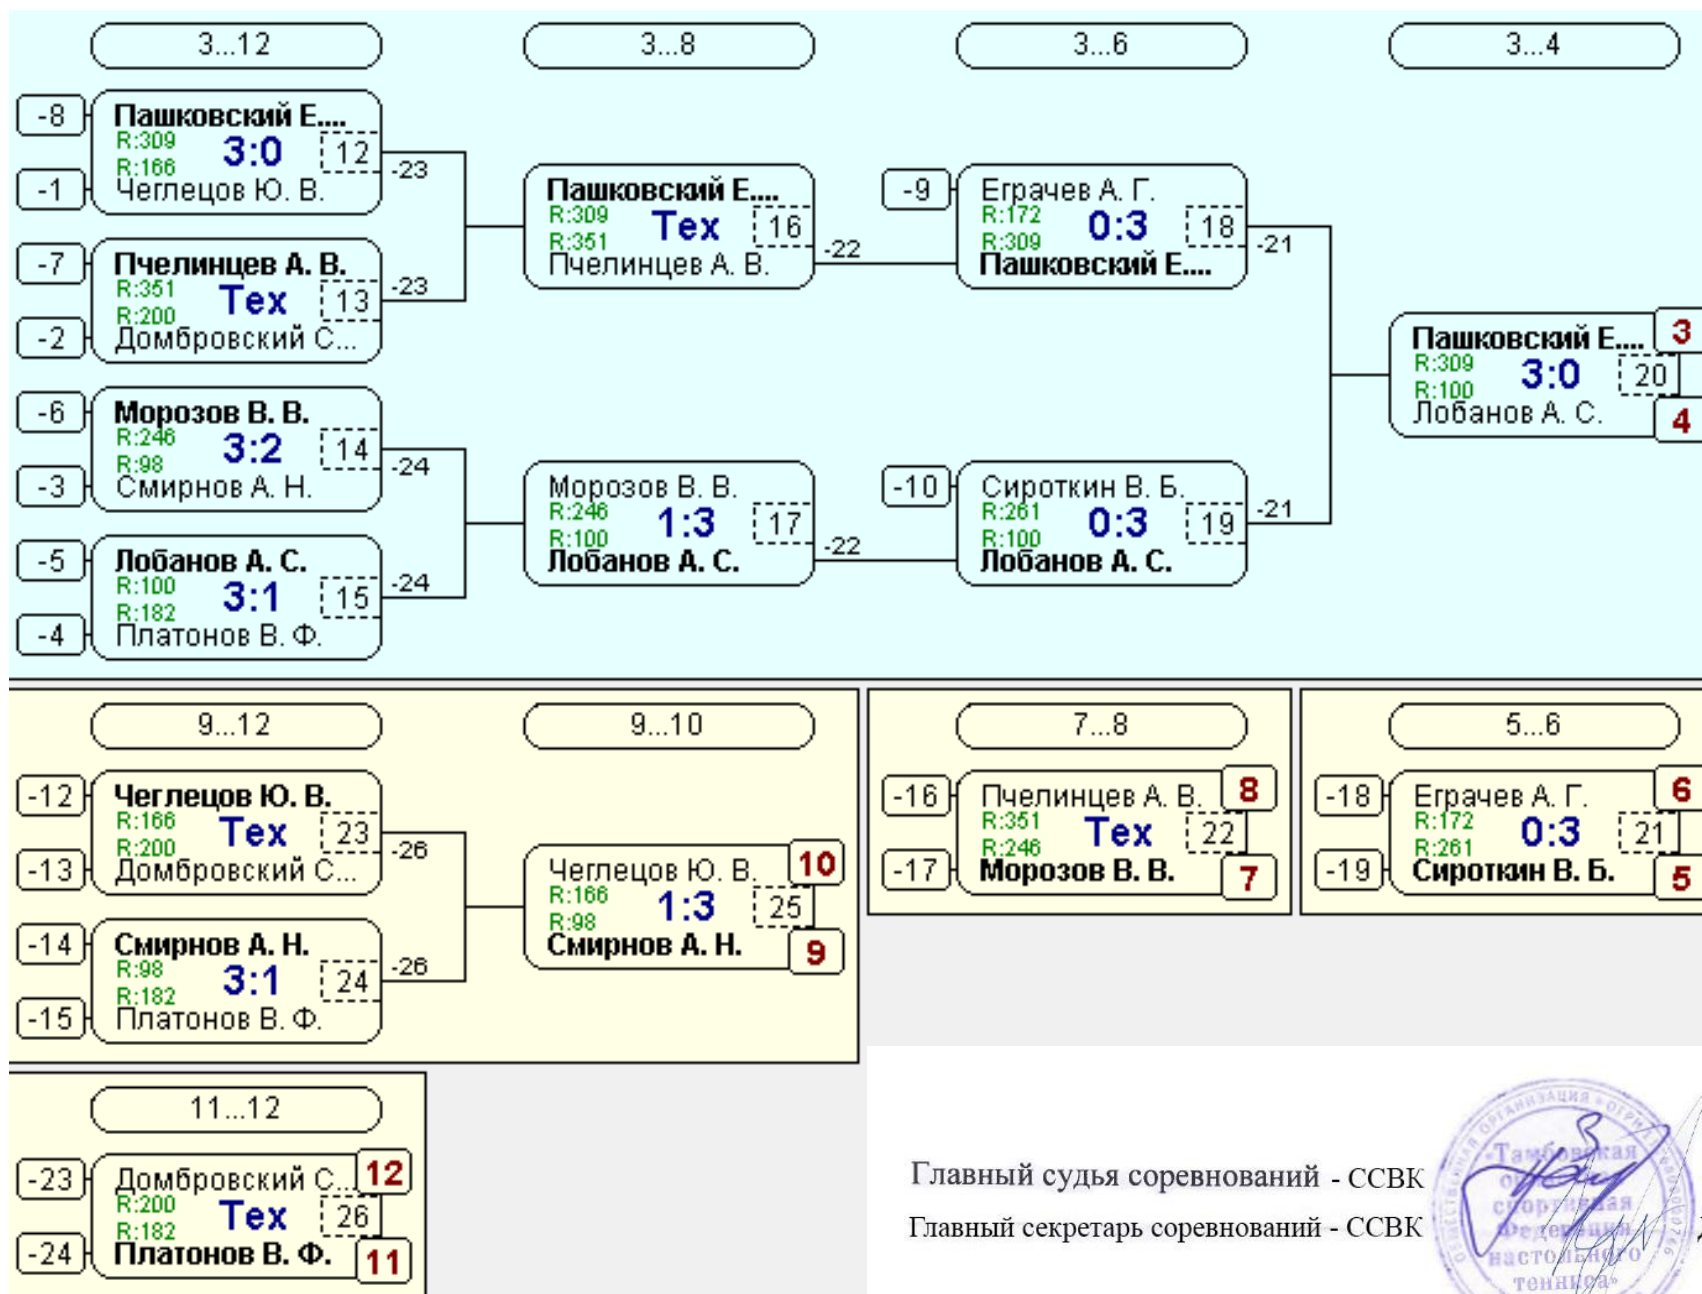 3...12
3...8
3...6
3...4
-8
Пашковский Е....
R:309
3:0
12
R:166
-1
Чеглецов Ю. В.
-23
-7
Пчелинцев А. В.
R:351
Тех
13
R:200
-2
Домбровский С...
-23
-6
Морозов В. В.
R:246
3:2
14
R:98
-3
Смирнов А. Н.
-24
-5
Лобанов А. С.
R:100
3:1
15
R:182
-4
Платонов В. Ф.
-24
Пашковский Е....
R:309
Тех
16
R:351
Пчелинцев А. В.
-22
Морозов В. В.
R:246
1:3
17
R:100
Лобанов А. С.
-22
-9
Еграчев А. Г.
R:172
0:3
18
R:309
Пашковский Е....
-21
-10
Сироткин В. Б.
R:261
0:3
19
R:100
Лобанов А. С.
-21
Пашковский Е....
3
R:309
3:0
20
R:100
Лобанов А. С.
4
9...12
9...10
-12
Чеглецов Ю. В.
R:166
Тех
23
R:200
-13
Домбровский С...
-26
-14
Смирнов А. Н.
R:98
3:1
24
R:182
-15
Платонов В. Ф.
-26
Чеглецов Ю. В.
10
R:166
1:3
25
R:98
Смирнов А. Н.
9
7...8
-16
Пчелинцев А. В.
8
R:351
Тех
22
R:246
-17
Морозов В. В.
7
5...6
-18
Еграчев А. Г.
6
R:172
0:3
21
R:261
-19
Сироткин В. Б.
5
11...12
-23
Домбровский С...
12
R:200
Тех
26
R:182
-24
Платонов В. Ф.
11
Главный судья соревнований - ССВК
Главный секретарь соревнований - ССВК
«Тамбовская
спортивная
Федерация
настольного
тенниса»